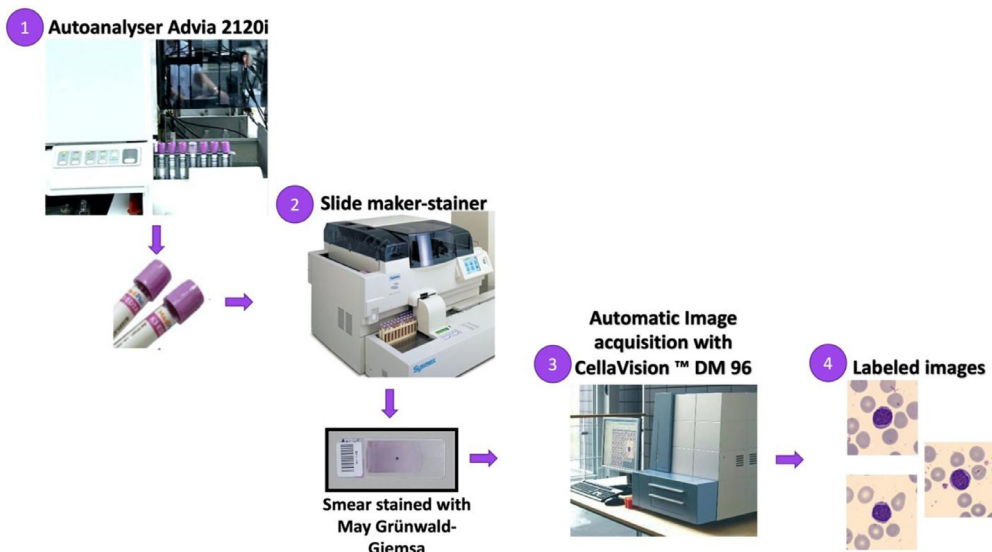 1
Autoanalyser Advia 2120i
2
Slide maker-stainer
Sysmex
Smear stained with
May Grünwald-
Giemsa
3
Automatic Image
acquisition with
CellaVision ™ DM 96
4
Labeled images